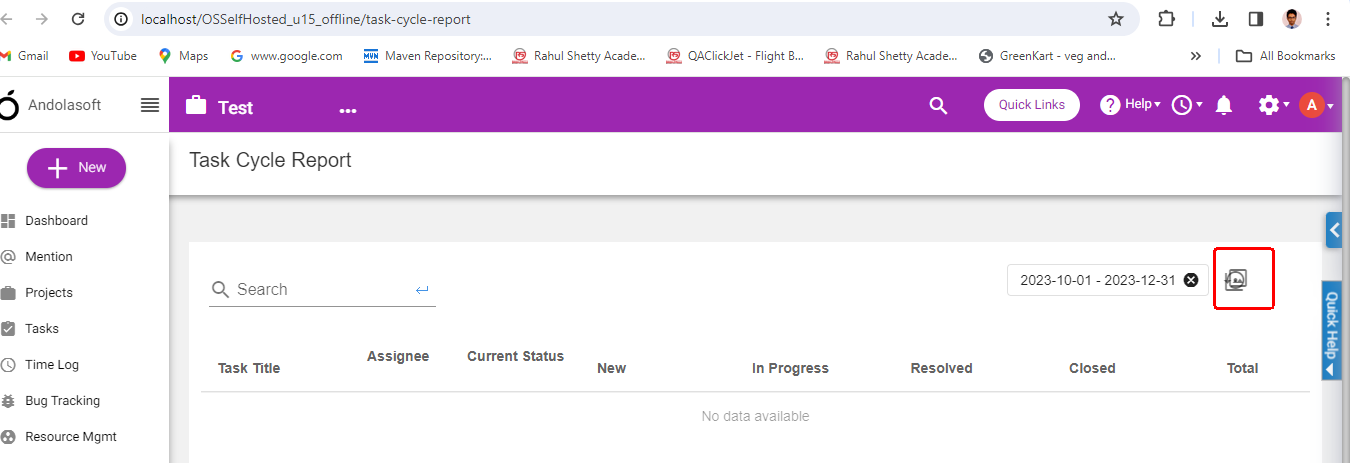 localhost/OSSelfHosted_u15_offline/task-cycle-report
Gmail YouTube Maps www.google.com Maven Repository:... Rahul Shetty Acade... QAClickJet - Flight B... Rahul Shetty Acade... GreenKart - veg and... » All Bookmarks
Andolasoft Test ... Quick Links Help A
Task Cycle Report
New
Dashboard
Mention
Projects
Tasks
Time Log
Bug Tracking
Resource Mgmt
Search 2023-10-01 - 2023-12-31
Task Title Assignee Current Status New In Progress Resolved Closed Total
No data available
Quick Help